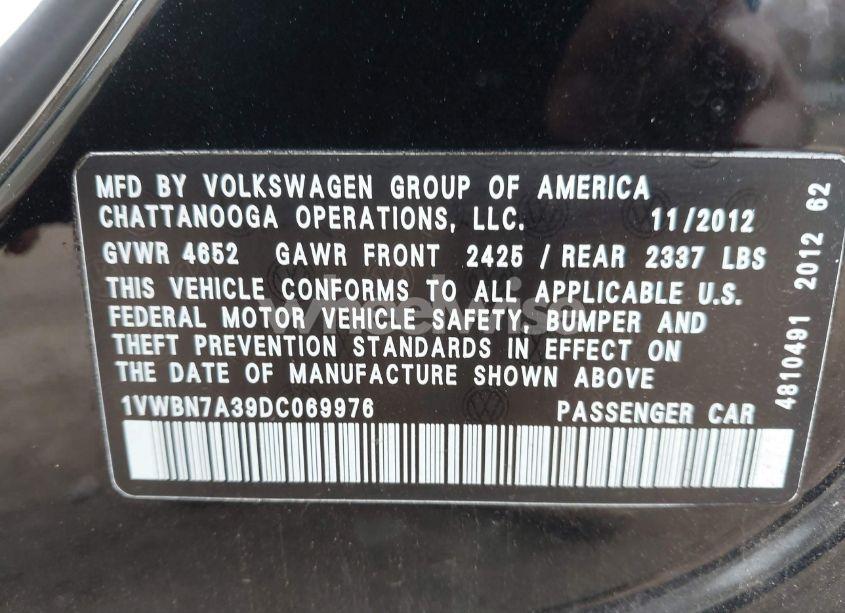 MFD BY VOLKSWAGEN GROUP OF AMERICA
CHATTANOOGA OPERATIONS, LLC. 11/2012
GVWR 4652 GAWR FRONT 2425 / REAR 2337 LBS
THIS VEHICLE CONFORMS TO ALL APPLICABLE U.S.
FEDERAL MOTOR VEHICLE SAFETY, BUMPER AND
THEFT PREVENTION STANDARDS IN EFFECT ON
THE DATE OF MANUFACTURE SHOWN ABOVE
1VWBN7A39DC069976 PASSENGER CAR
4810491 2012 62